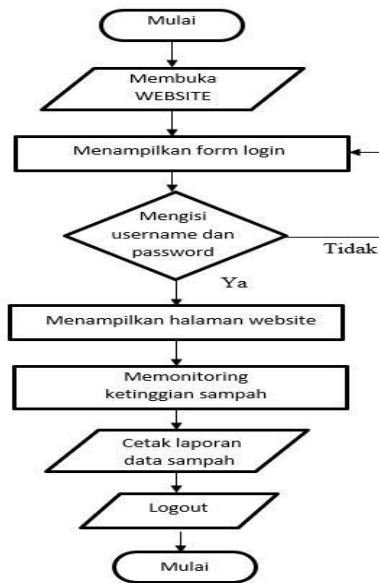 Mulai
Membuka
WEBSITE
Menampilkan form login
Mengisi
username dan
password
Tidak
Ya
Menampilkan halaman website
Memonitoring
ketinggian sampah
Cetak laporan
data sampah
Logout
Mulai